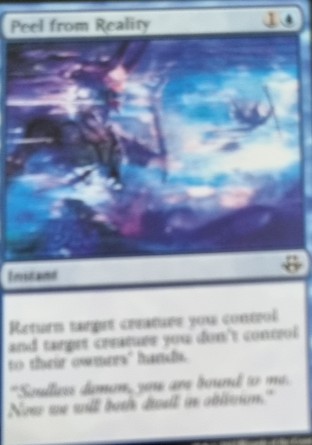 Peel from Reality 1
Instant
Return target creature you control
and target creature you don't control
to their owners' hands.
"Soulless demon, you are bound to me.
Now we will both dwell in oblivion."